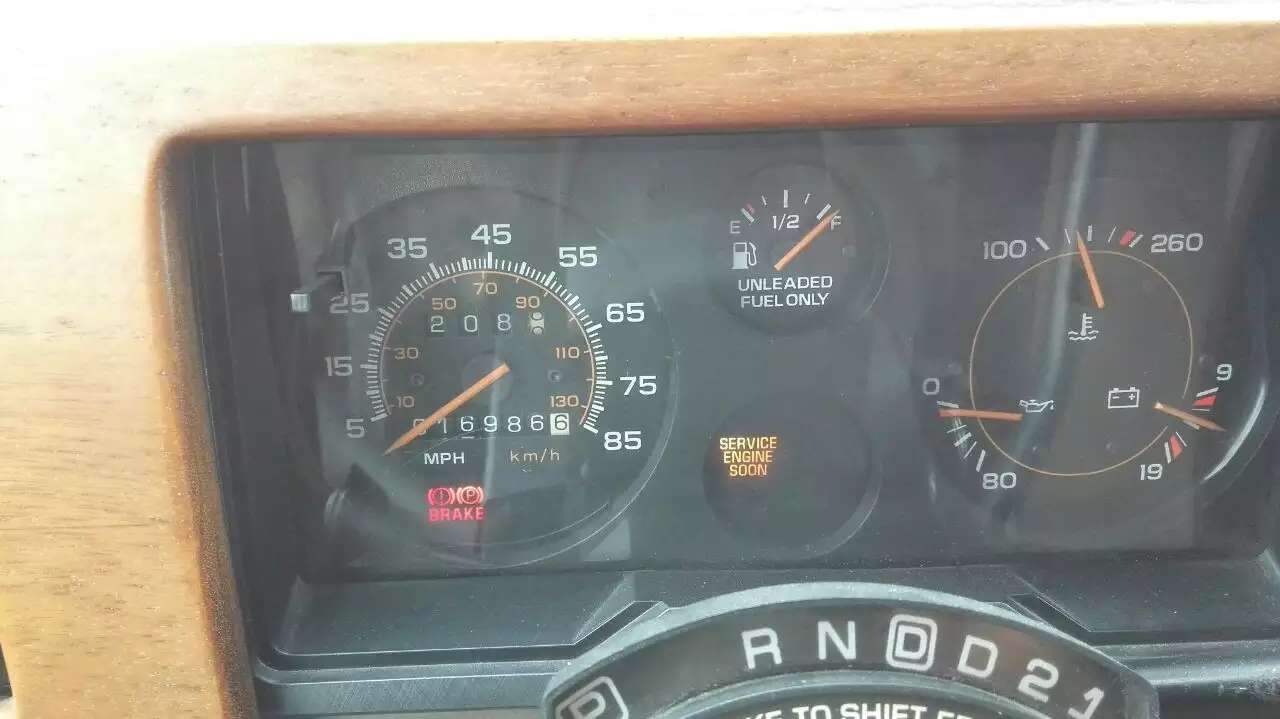 45
35 55
25 65
15 75
5 85
50 70 90
30 110
10 130
2 0 8
1 6 9 8 6 6
MPH km/h
BRAKE
E 1/2 F
UNLEADED
FUEL ONLY
SERVICE
ENGINE
SOON
100 260
0 9
80 19
P R N D D 2 1
TO SHIFT